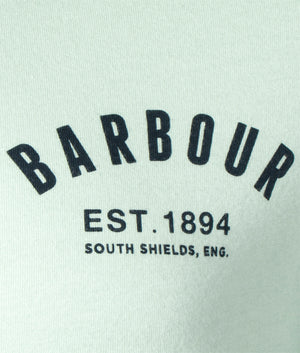 BARBOUR
EST. 1894
SOUTH SHIELDS, ENG.